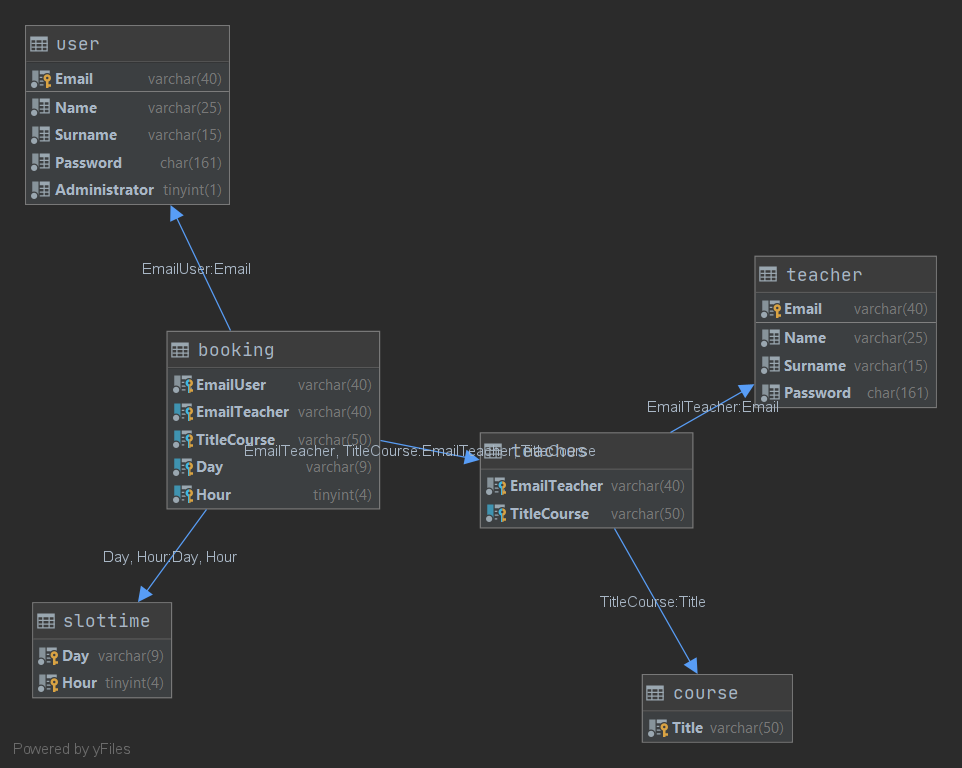 user
Email varchar(40)
Name varchar(25)
Surname varchar(15)
Password char(161)
Administrator tinyint(1)
EmailUser:Email
teacher
Email varchar(40)
Name varchar(25)
Surname varchar(15)
Password char(161)
EmailTeacher:Email
booking
EmailUser varchar(40)
EmailTeacher varchar(40)
TitleCourse varchar(50)
Day varchar(9)
Hour tinyint(4)
EmailTeacher, TitleCourse:EmailTeacher, TitleCourse
teaches
EmailTeacher varchar(40)
TitleCourse varchar(50)
Day, Hour:Day, Hour
TitleCourse:Title
slottime
Day varchar(9)
Hour tinyint(4)
course
Title varchar(50)
Powered by yFiles